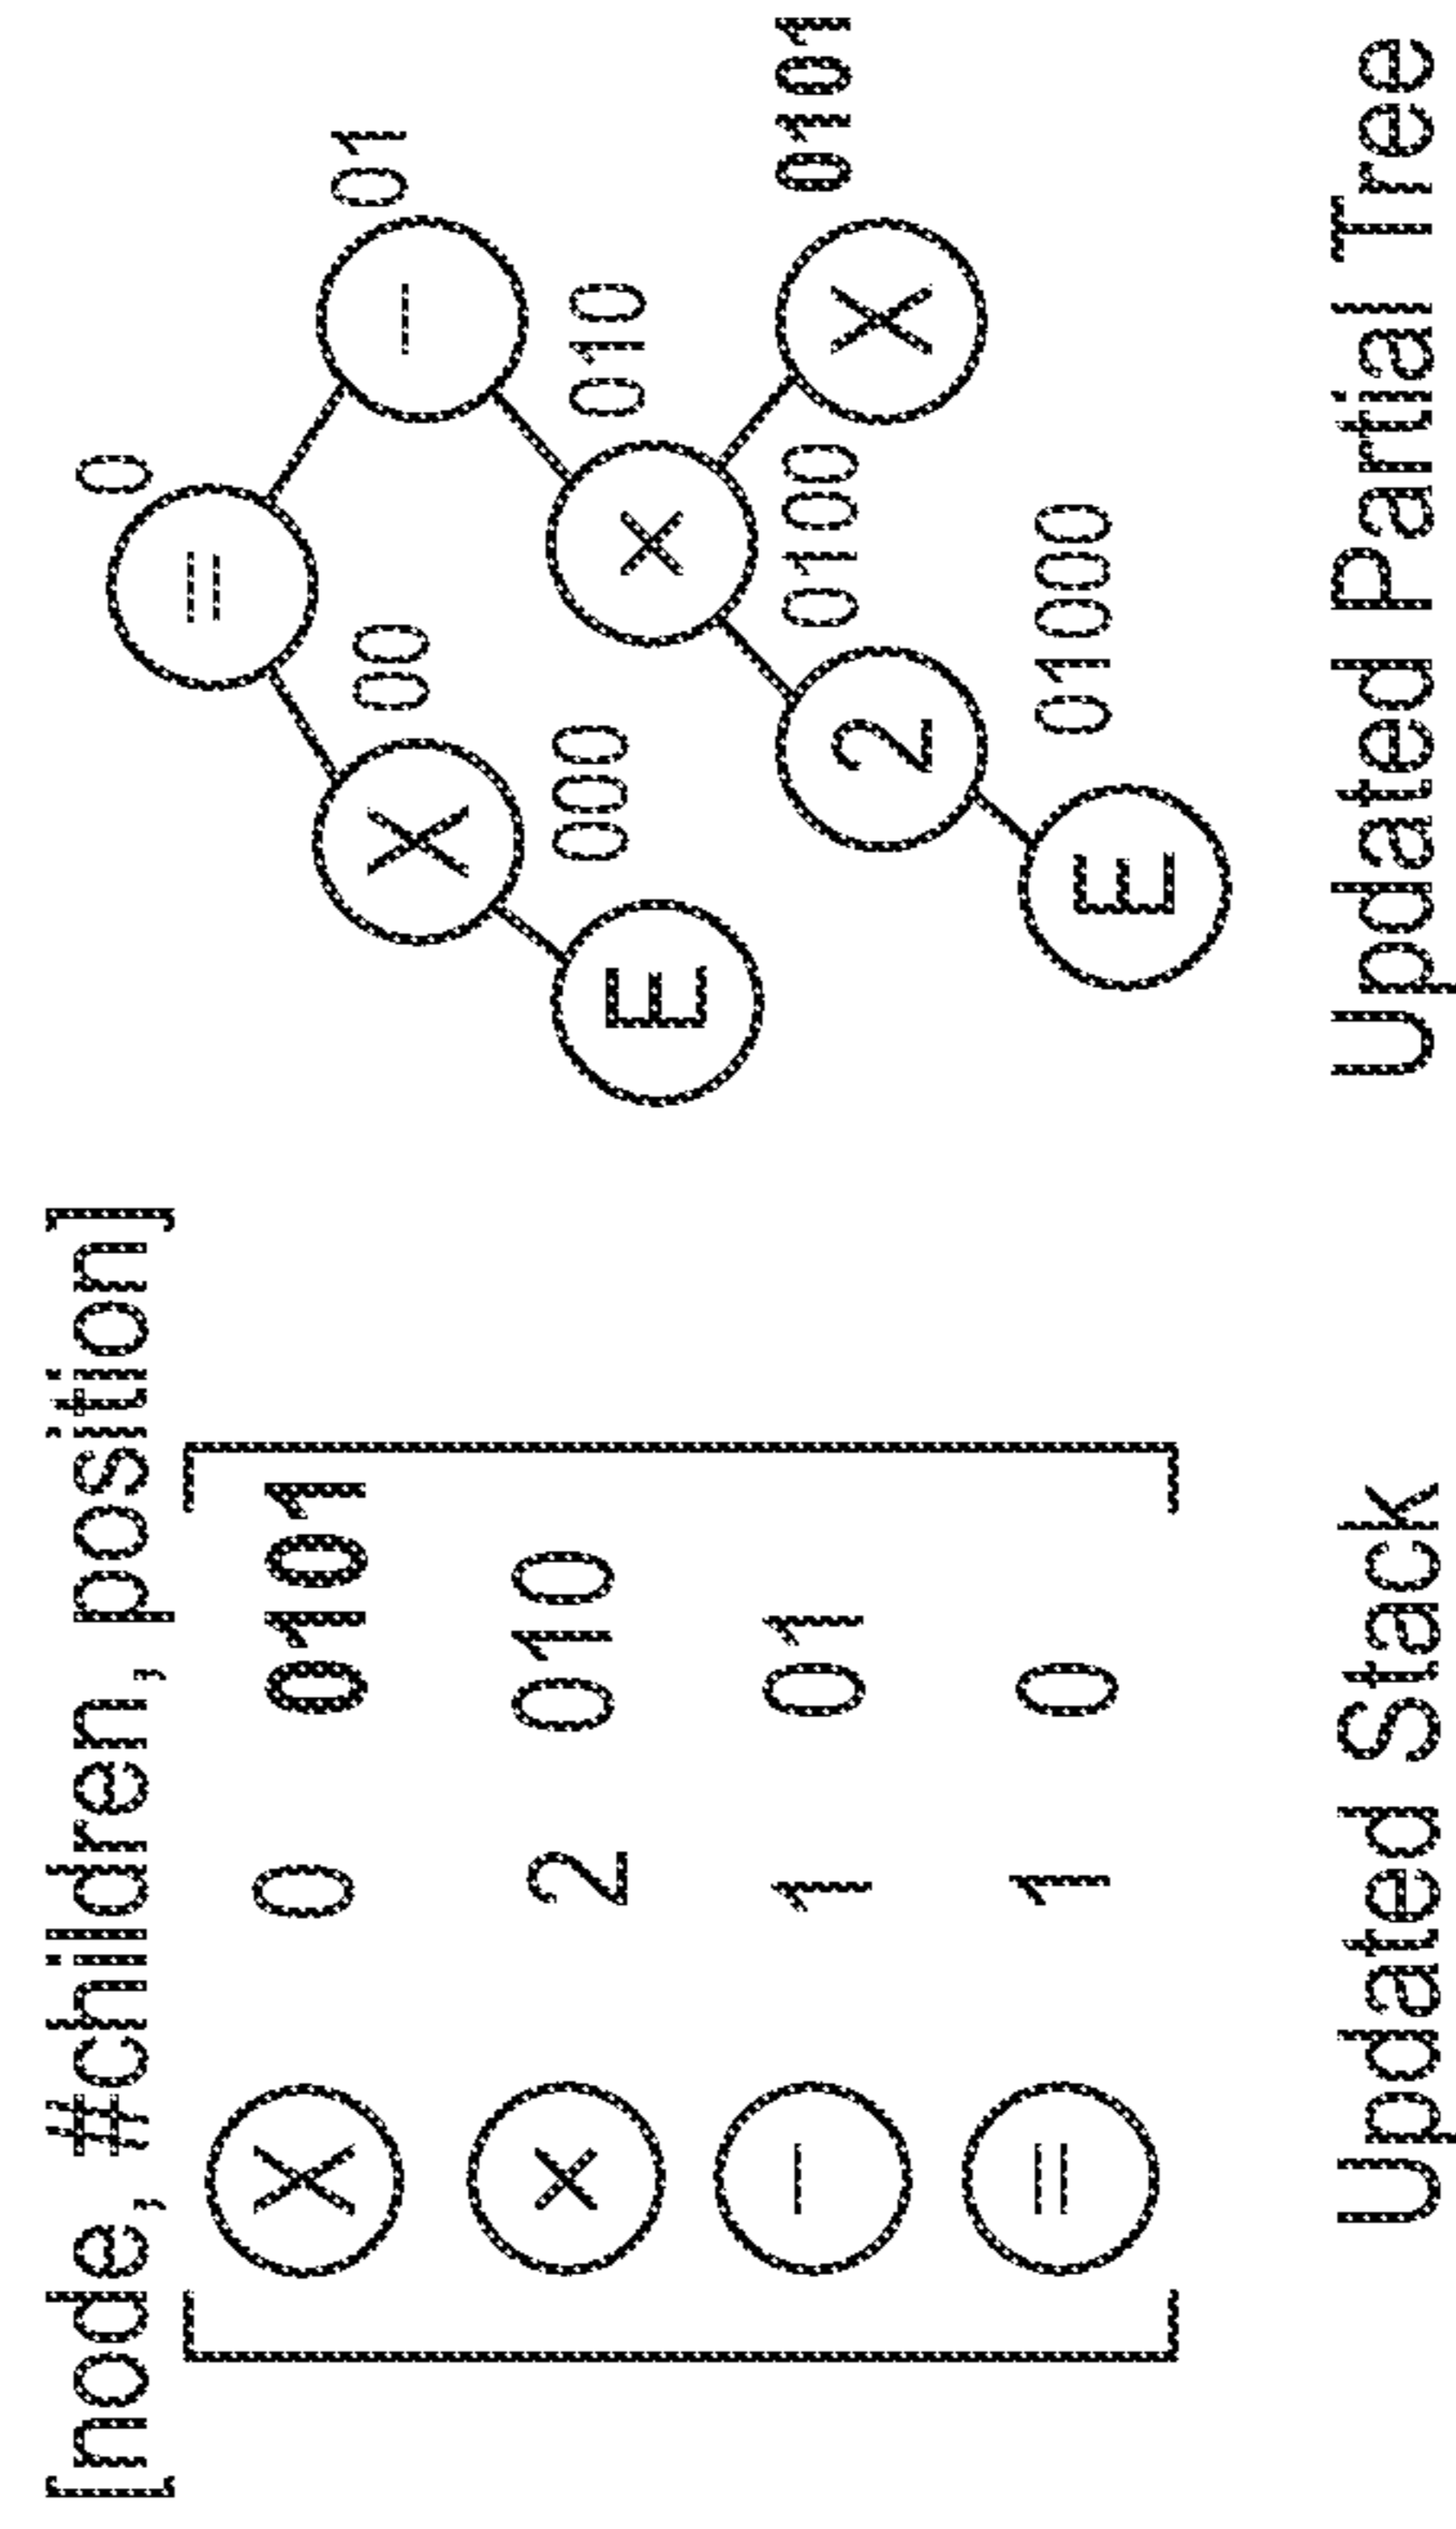 [node, #children, position]
X 0 0101
× 2 010
− 1 01
= 1 0
Updated Stack
= 0
X 00
− 01
E 000
× 010
2 0100
X 0101
E 01000
Updated Partial Tree